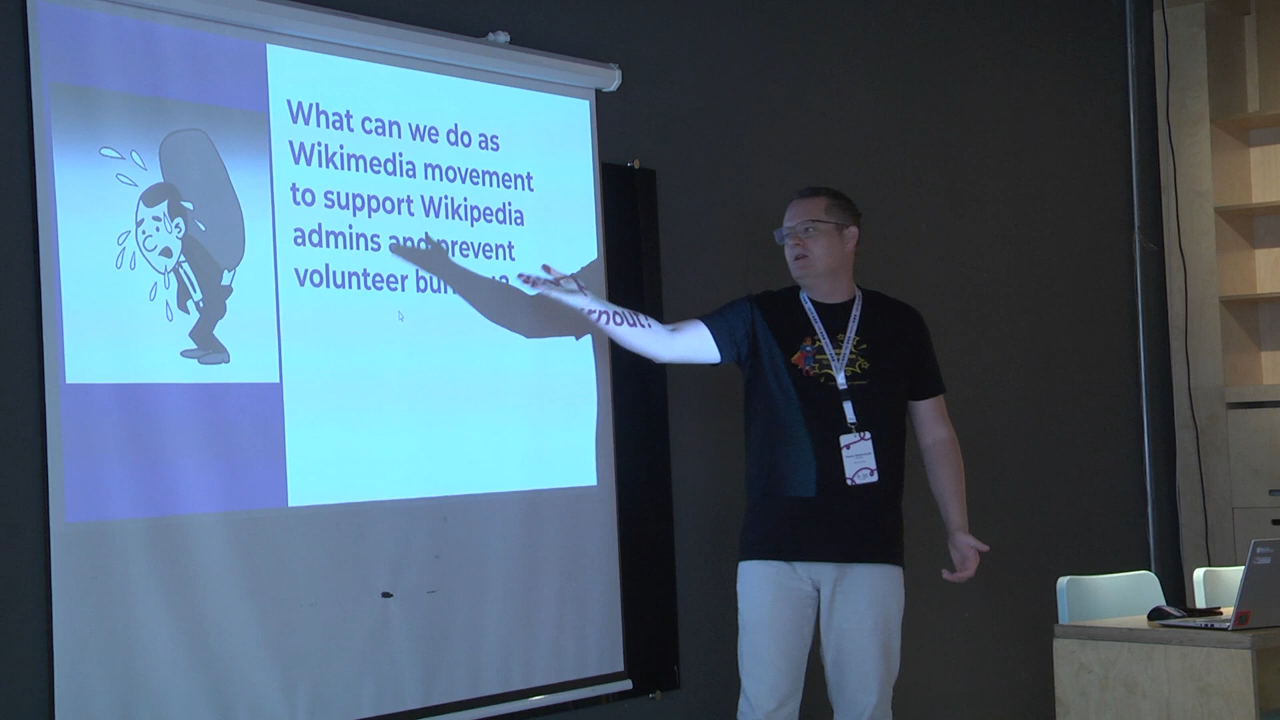 What can we do as
Wikimedia movement
to support Wikipedia
admins and prevent
volunteer burnout?